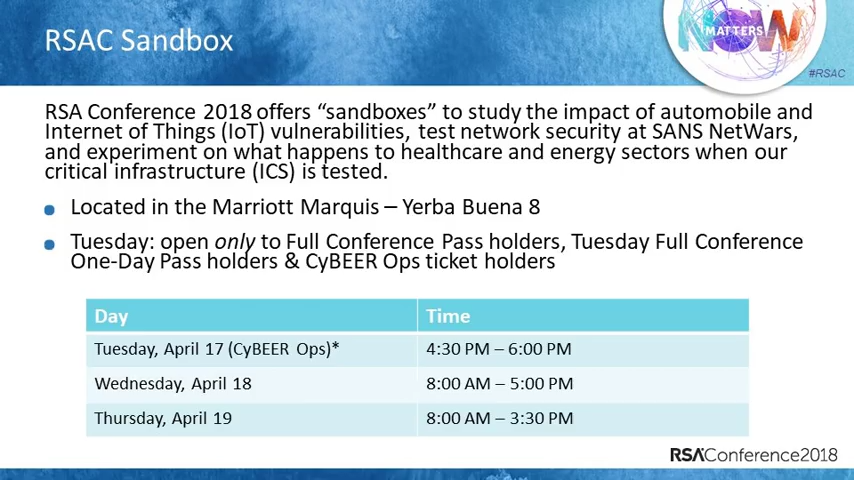 RSAC Sandbox
NOW
MATTERS
#RSAC
RSA Conference 2018 offers “sandboxes” to study the impact of automobile and
Internet of Things (IoT) vulnerabilities, test network security at SANS NetWars,
and experiment on what happens to healthcare and energy sectors when our
critical infrastructure (ICS) is tested.
Located in the Marriott Marquis – Yerba Buena 8
Tuesday: open only to Full Conference Pass holders, Tuesday Full Conference
One-Day Pass holders & CyBEER Ops ticket holders
Day Time
Tuesday, April 17 (CyBEER Ops)* 4:30 PM – 6:00 PM
Wednesday, April 18 8:00 AM – 5:00 PM
Thursday, April 19 8:00 AM – 3:30 PM
RSAConference2018